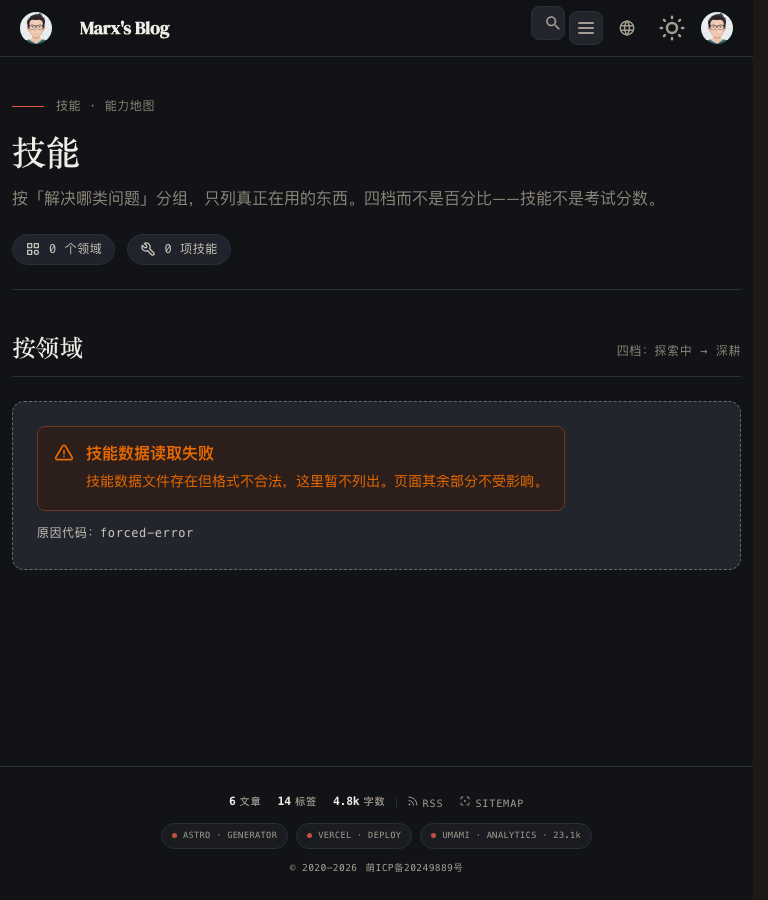 Marx's Blog
技能 · 能力地图
技能
按「解决哪类问题」分组，只列真正在用的东西。四档而不是百分比——技能不是考试分数。
0 个领域
0 项技能
按领域
四档：探索中 → 深耕
技能数据读取失败
技能数据文件存在但格式不合法，这里暂不列出。页面其余部分不受影响。
原因代码：forced-error
6 文章 14 标签 4.8k 字数 RSS SITEMAP
ASTRO · GENERATOR
VERCEL · DEPLOY
UMAMI · ANALYTICS · 23.1k
© 2020—2026 萌ICP备20249889号